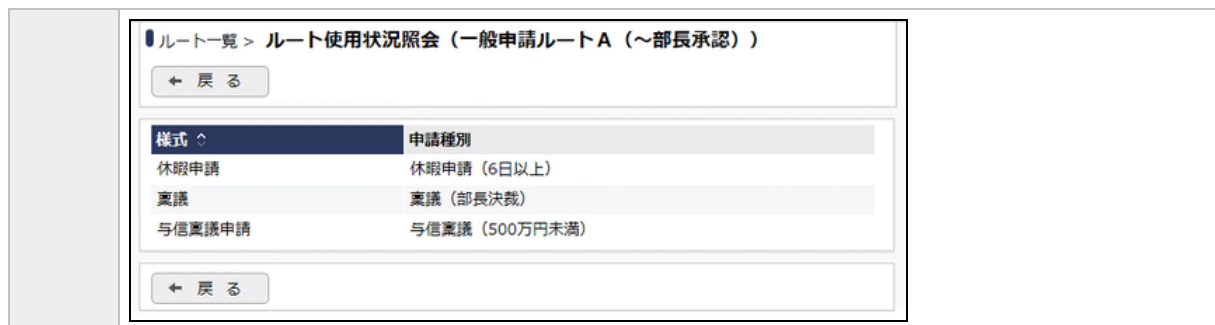 ルート一覧 > ルート使用状況照会（一般申請ルートA（～部長承認））
← 戻 る
様式 申請種別
休暇申請 休暇申請（6日以上）
稟議 稟議（部長決裁）
与信稟議申請 与信稟議（500万円未満）
← 戻 る